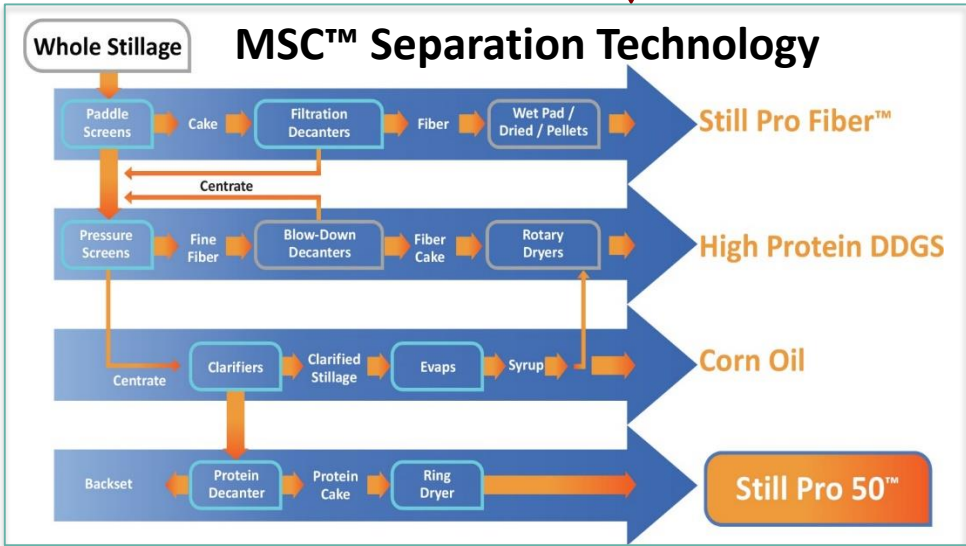 Whole Stillage
MSC™ Separation Technology
Paddle
Screens
Cake
Filtration
Decanters
Fiber
Wet Pad /
Dried / Pellets
Still Pro Fiber™
Centrate
Pressure
Screens
Fine
Fiber
Blow-Down
Decanters
Fiber
Cake
Rotary
Dryers
High Protein DDGS
Centrate
Clarifiers
Clarified
Stillage
Evaps
Syrup
Corn Oil
Backset
Protein
Decanter
Protein
Cake
Ring
Dryer
Still Pro 50™